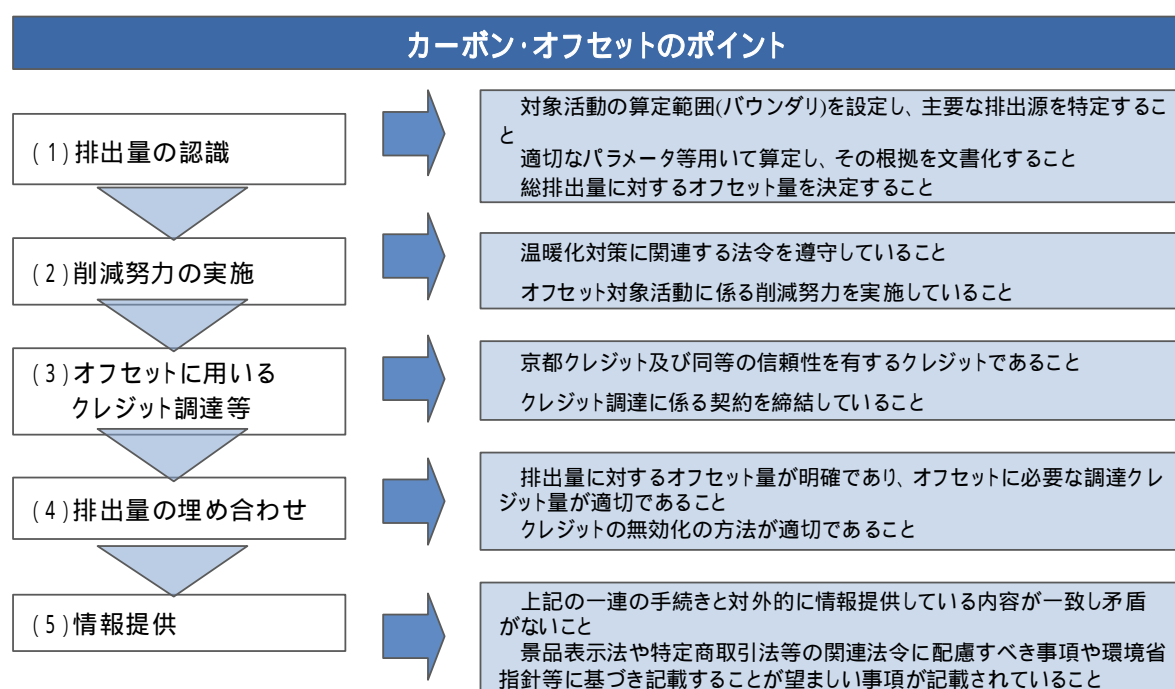 カーボン・オフセットのポイント
(1)排出量の認識
対象活動の算定範囲(バウンダリ)を設定し、主要な排出源を特定するこ
と
適切なパラメータ等用いて算定し、その根拠を文書化すること
総排出量に対するオフセット量を決定すること
(2)削減努力の実施
温暖化対策に関連する法令を遵守していること
オフセット対象活動に係る削減努力を実施していること
(3)オフセットに用いる
クレジット調達等
京都クレジット及び同等の信頼性を有するクレジットであること
クレジット調達に係る契約を締結していること
(4)排出量の埋め合わせ
排出量に対するオフセット量が明確であり、オフセットに必要な調達クレ
ジット量が適切であること
クレジットの無効化の方法が適切であること
(5)情報提供
上記の一連の手続きと対外的に情報提供している内容が一致し矛盾
がないこと
景品表示法や特定商取引法等の関連法令に配慮すべき事項や環境省
指針等に基づき記載することが望ましい事項が記載されていること